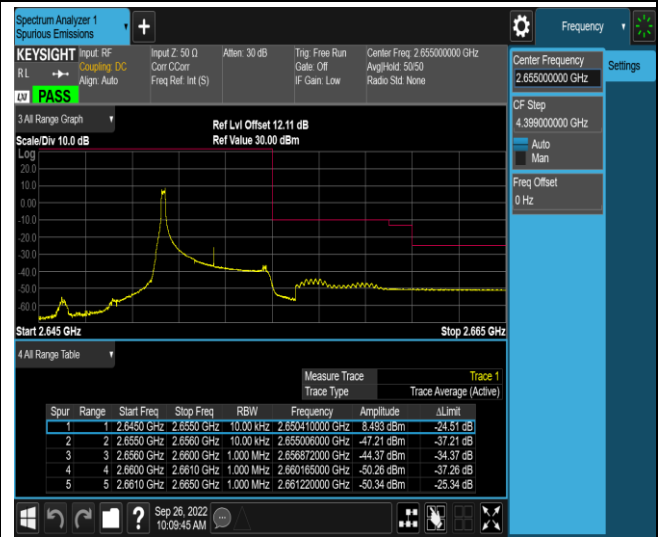 Spectrum Analyzer 1
Spurious Emissions
+
Frequency
KEYSIGHT Input: RF Input Z: 50 Ω Atten: 30 dB Trig: Free Run Center Freq: 2.655000000 GHz
RL Coupling: DC Corr CCorr Gate: Off Avg|Hold: 50/50
Align: Auto Freq Ref: Int (S) IF Gain: Low Radio Std: None
LXI PASS
Center Frequency
2.655000000 GHz
Settings
CF Step
4.399000000 GHz
Auto
Man
Freq Offset
0 Hz
3 All Range Graph
Ref Lvl Offset 12.11 dB
Scale/Div 10.0 dB Ref Value 30.00 dBm
Log
20.0
10.0
0.00
-10.0
-20.0
-30.0
-40.0
-50.0
-60.0
Start 2.645 GHz Stop 2.665 GHz
4 All Range Table
Measure Trace Trace 1
Trace Type Trace Average (Active)
Spur Range Start Freq Stop Freq RBW Frequency Amplitude ΔLimit
1 1 2.6450 GHz 2.6550 GHz 10.00 kHz 2.650410000 GHz 8.493 dBm -24.51 dB
2 2 2.6550 GHz 2.6560 GHz 10.00 kHz 2.655006000 GHz -47.21 dBm -37.21 dB
3 3 2.6560 GHz 2.6600 GHz 1.000 MHz 2.656872000 GHz -44.37 dBm -34.37 dB
4 4 2.6600 GHz 2.6610 GHz 1.000 MHz 2.660165000 GHz -50.26 dBm -37.26 dB
5 5 2.6610 GHz 2.6650 GHz 1.000 MHz 2.661220000 GHz -50.34 dBm -25.34 dB
?
Sep 26, 2022
10:09:45 AM